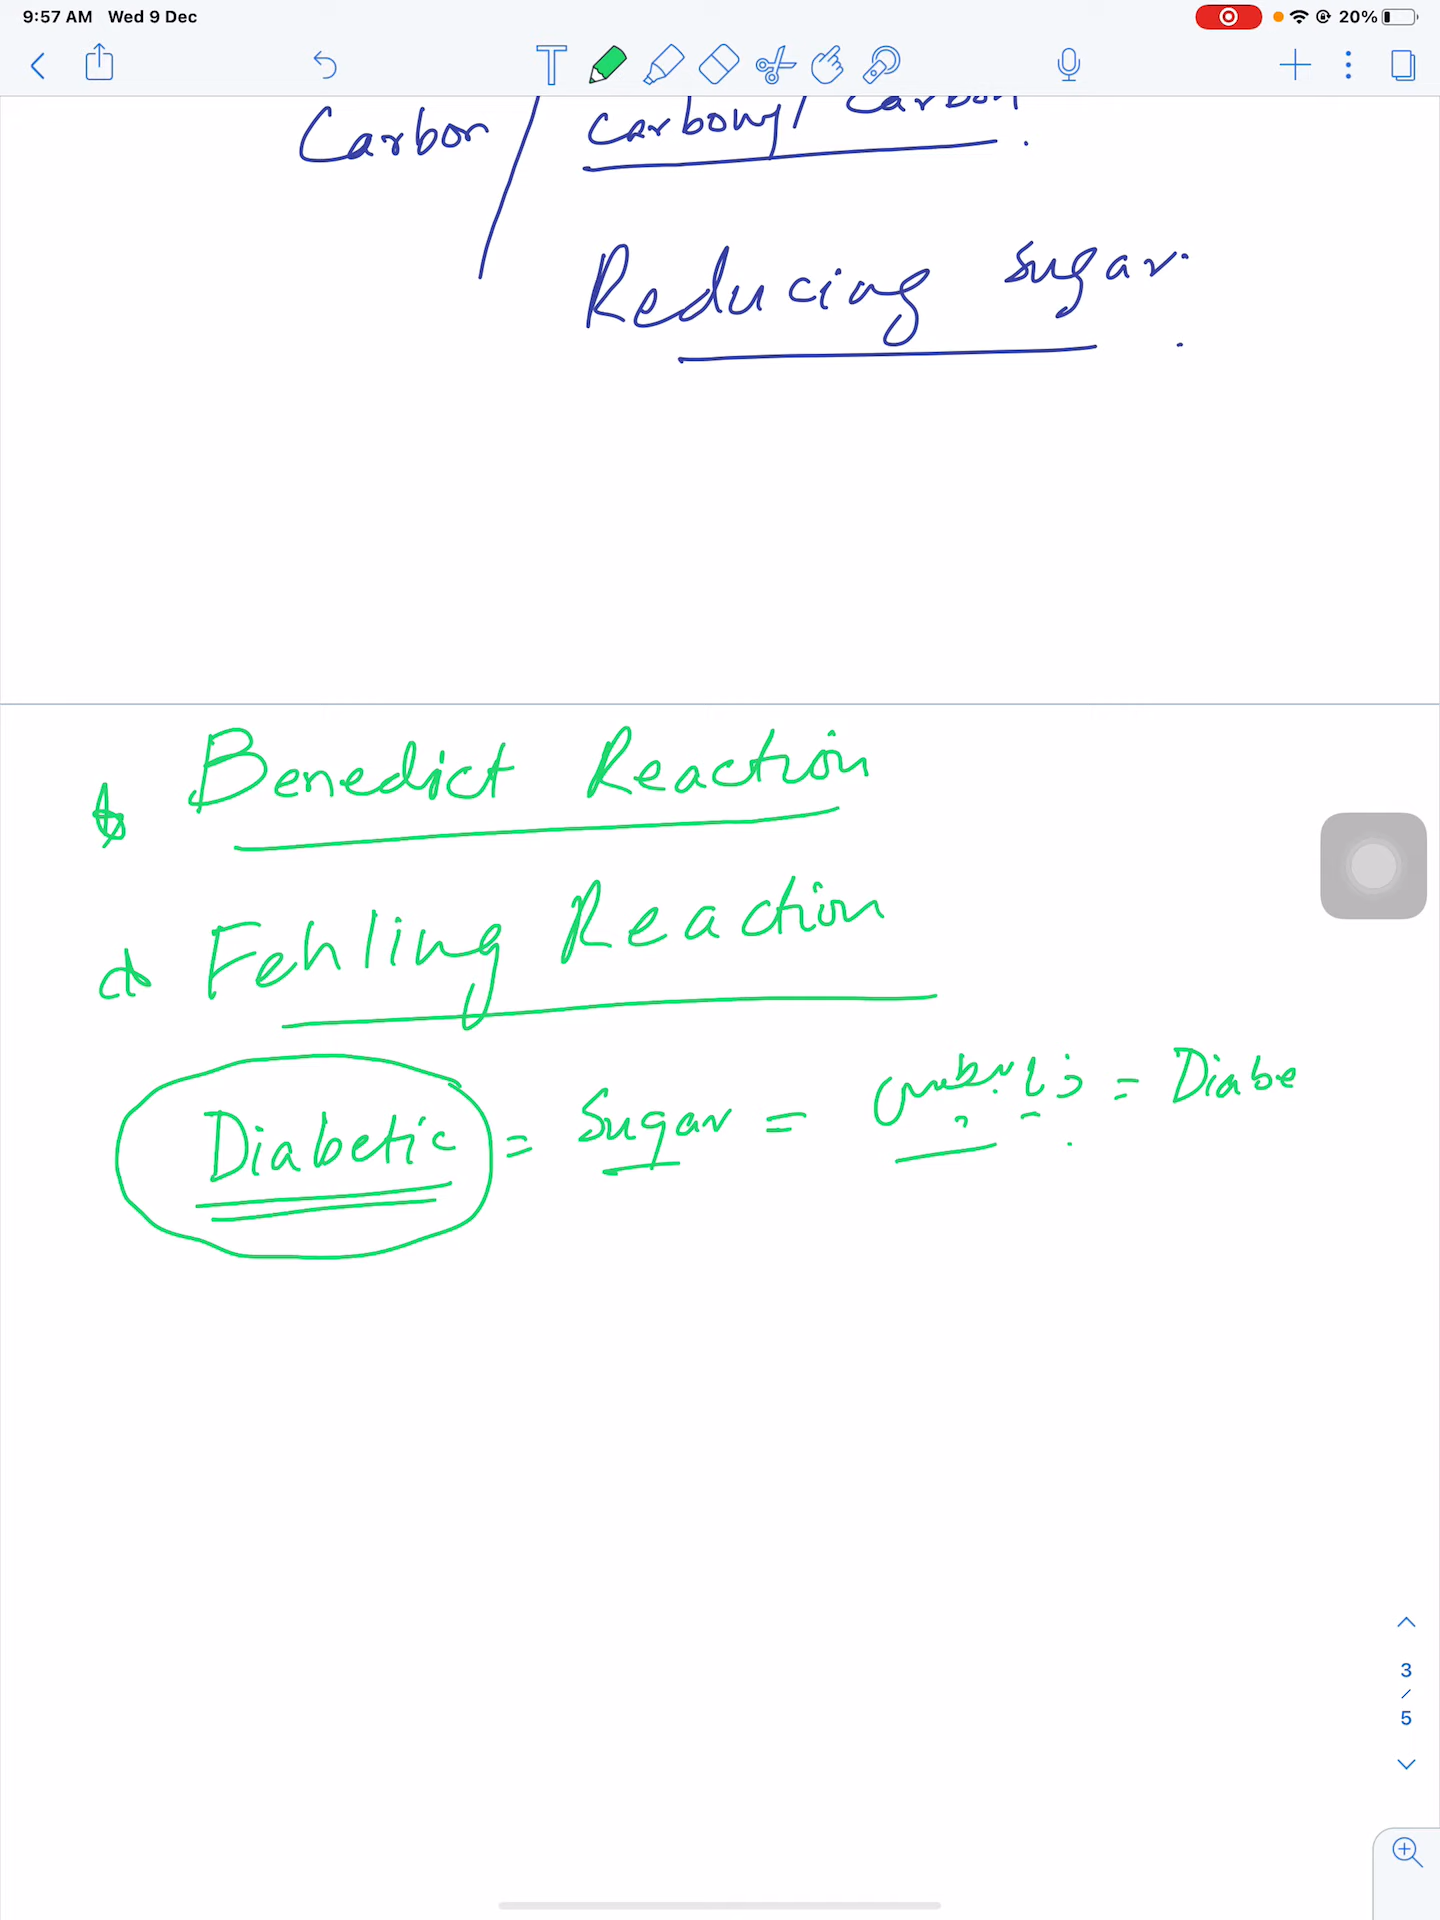 9:57 AM Wed 9 Dec 20%
Carbon / Carbonyl Carbon.
Reducing sugar.
Benedict Reaction
Fehling Reaction
Diabetic = Sugar = = Diabe
3
/
5